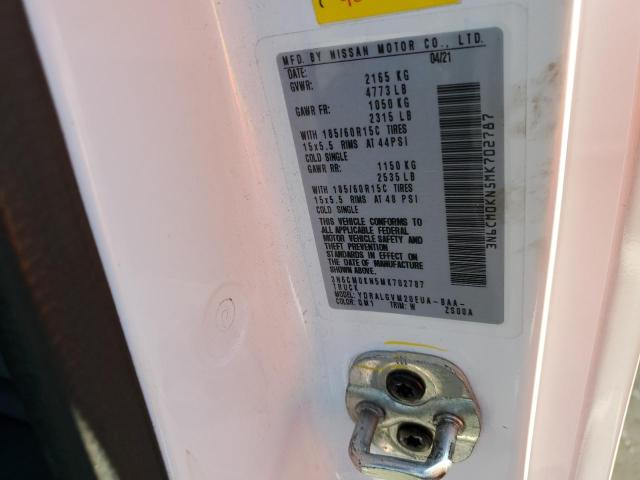 MFD. BY NISSAN MOTOR CO., LTD.
DATE: 04/21
GVWR: 2165 KG
4773 LB
GAWR FR: 1050 KG
2315 LB
WITH 185/60R15C TIRES
15x5.5 RIMS AT 44PSI
COLD SINGLE
GAWR RR: 1150 KG
2535 LB
WITH 185/60R15C TIRES
15x5.5 RIMS AT 48 PSI
COLD SINGLE
THIS VEHICLE CONFORMS TO
ALL APPLICABLE FEDERAL
MOTOR VEHICLE SAFETY
AND THEFT PREVENTION
STANDARDS IN EFFECT ON
THE DATE OF MANUFACTURE
SHOWN ABOVE.
3N6CM0KN5MK702787
TRUCK
MODEL: YDRALGVM20EUA-BAA-
COLOR: QM1 TRIM: W ZS00A
3N6CM0KN5MK702787